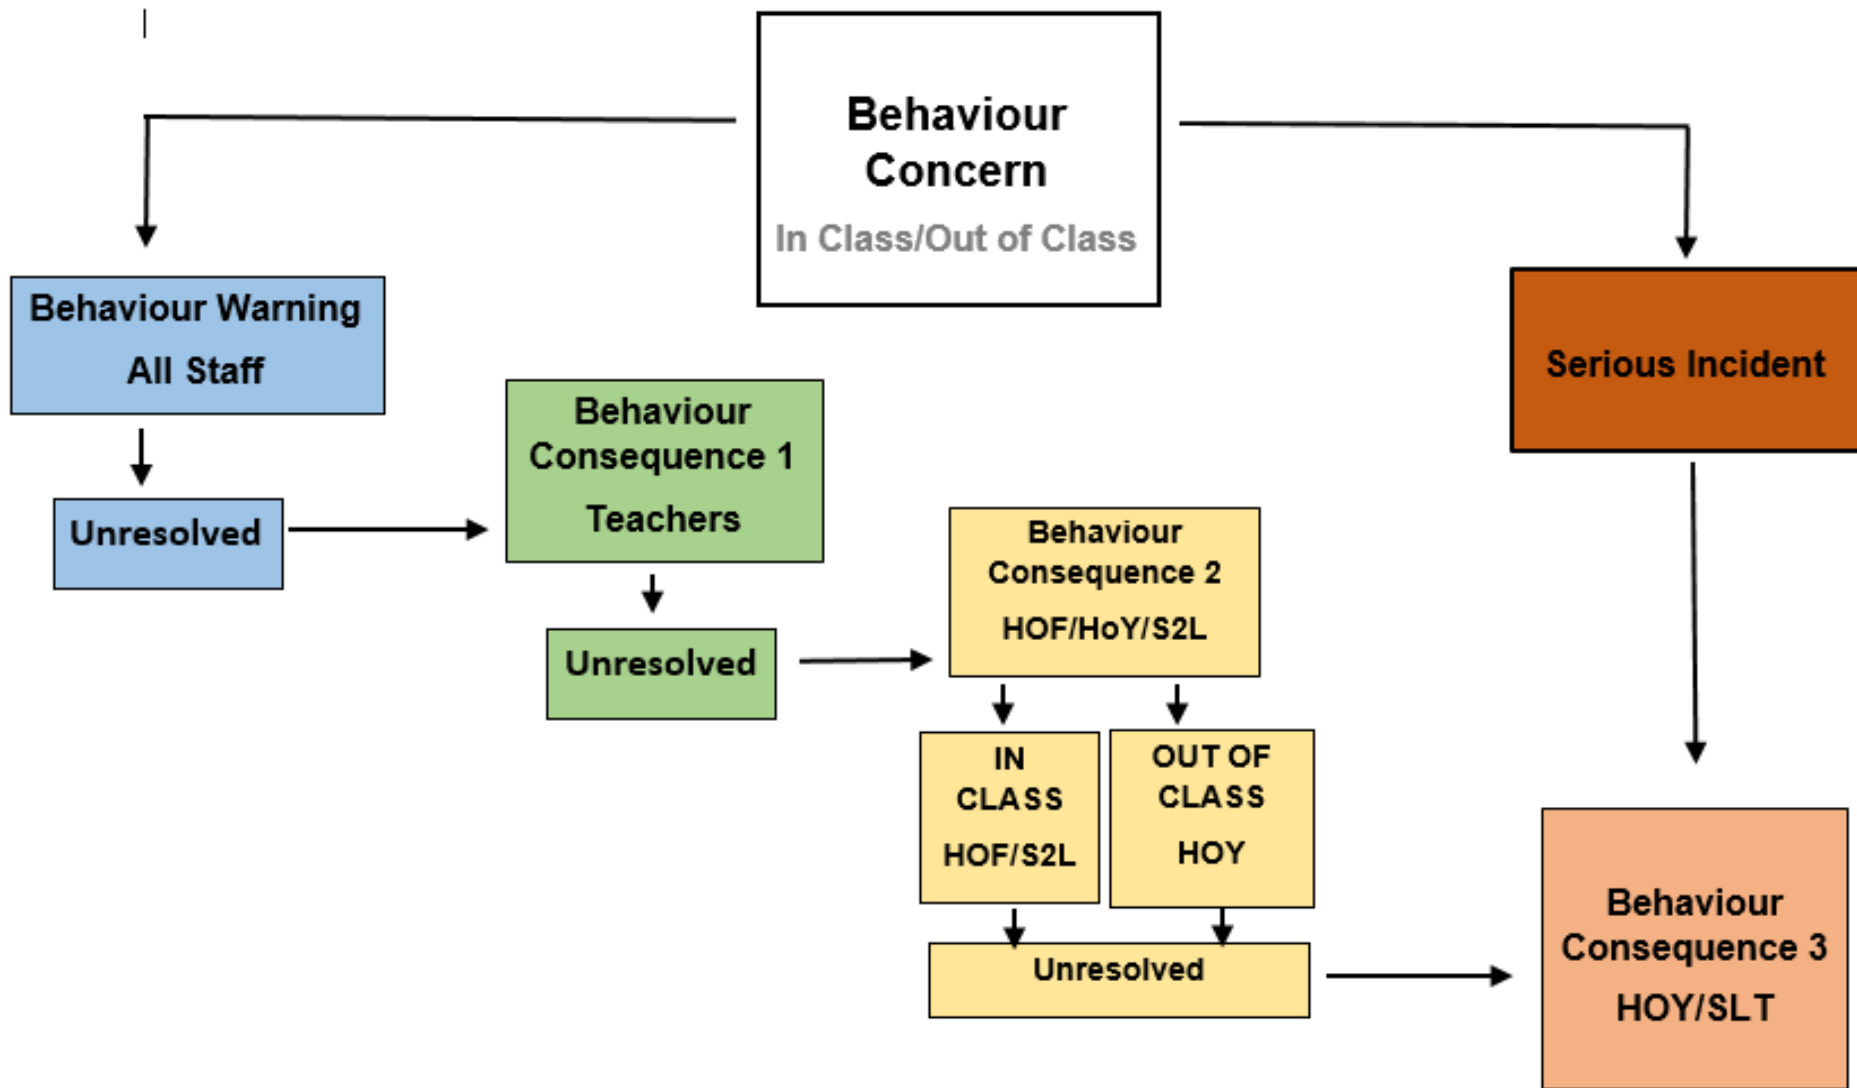 Behaviour
Concern
In Class/Out of Class
Behaviour Warning
All Staff
Unresolved
Behaviour
Consequence 1
Teachers
Unresolved
Behaviour
Consequence 2
HOF/HoY/S2L
IN
CLASS
HOF/S2L
OUT OF
CLASS
HOY
Unresolved
Serious Incident
Behaviour
Consequence 3
HOY/SLT